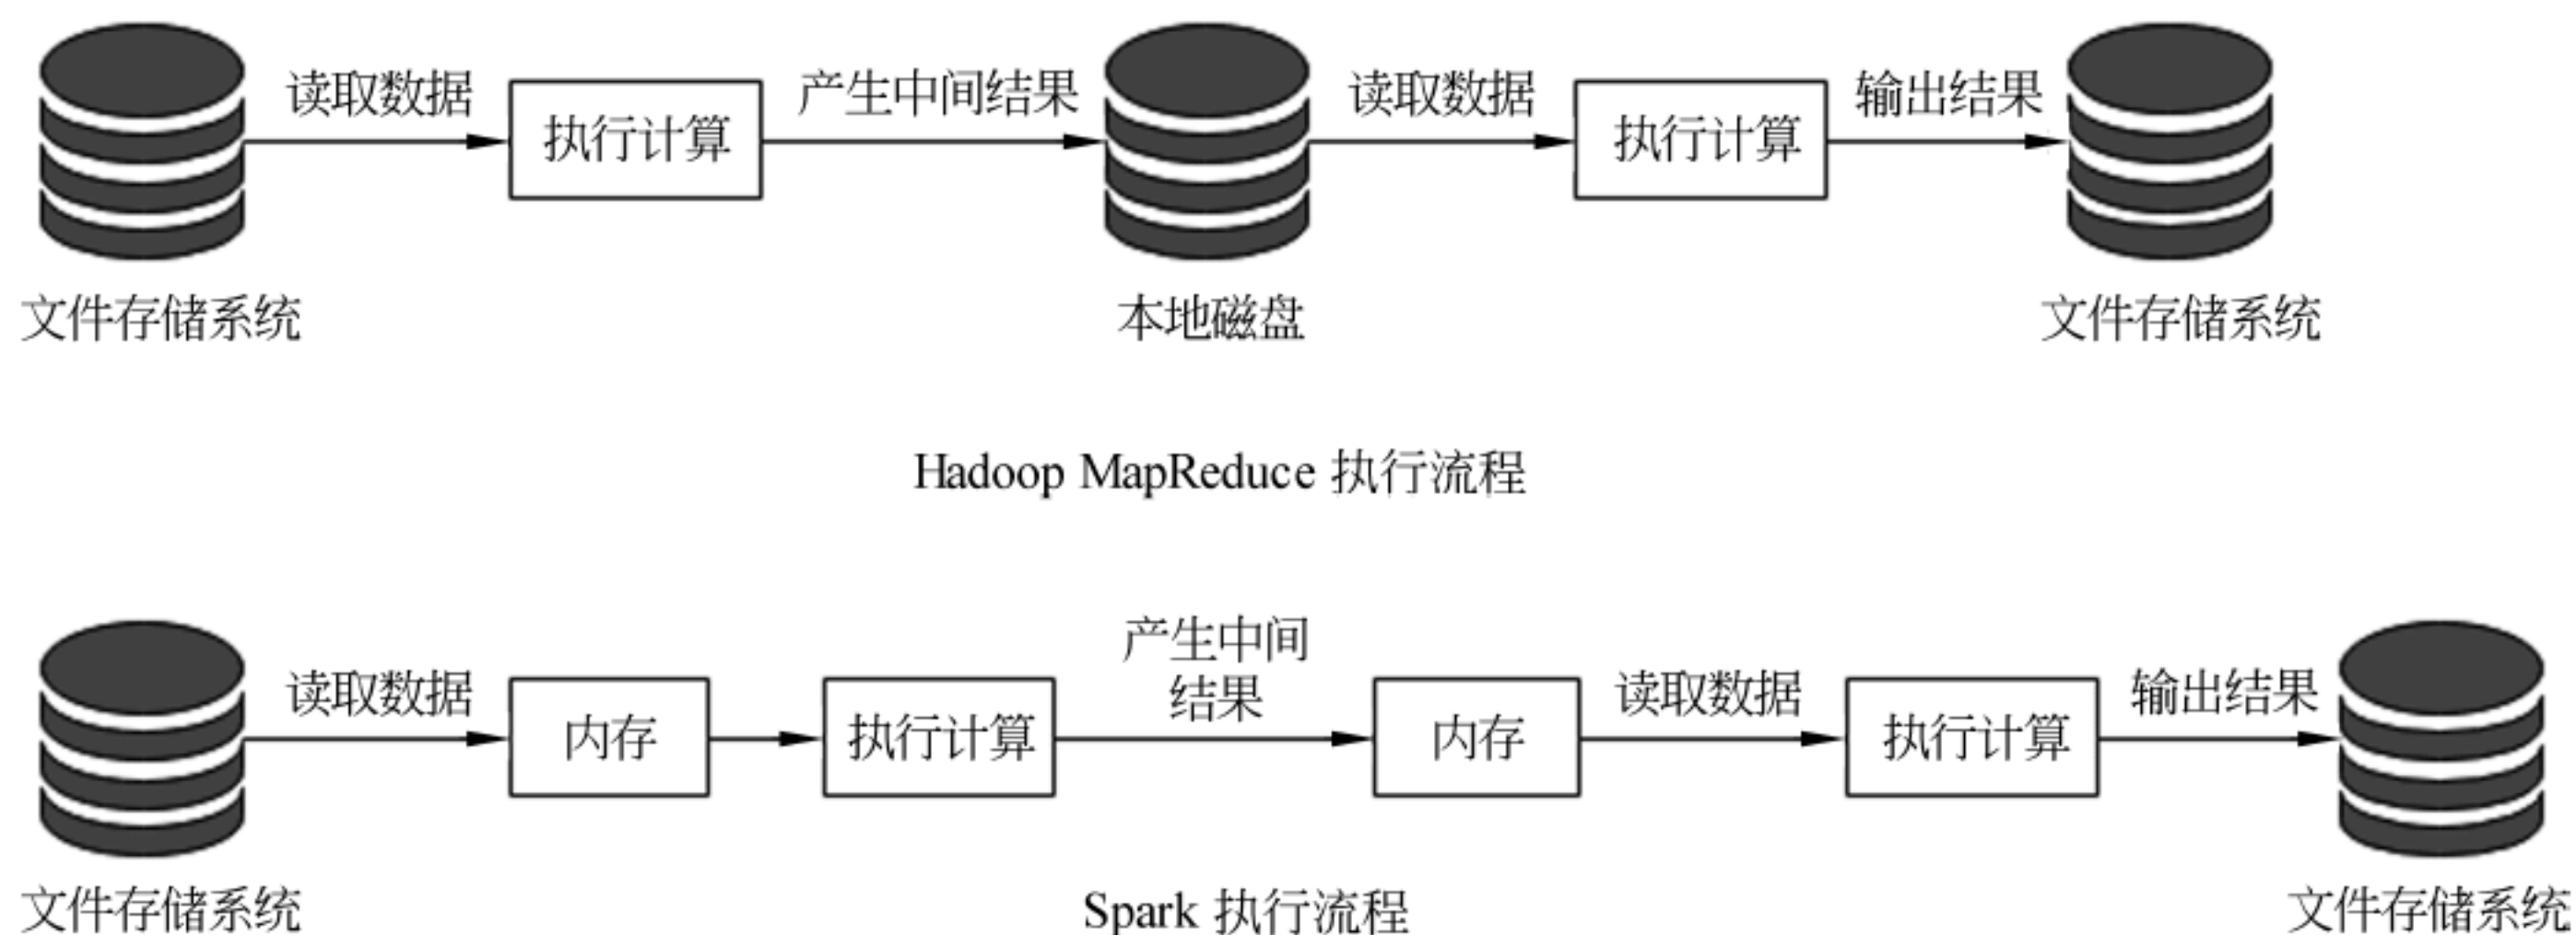 读取数据
执行计算
产生中间结果
读取数据
执行计算
输出结果
文件存储系统
本地磁盘
文件存储系统
Hadoop MapReduce 执行流程
读取数据
内存
执行计算
产生中间
结果
内存
读取数据
执行计算
输出结果
文件存储系统
Spark 执行流程
文件存储系统